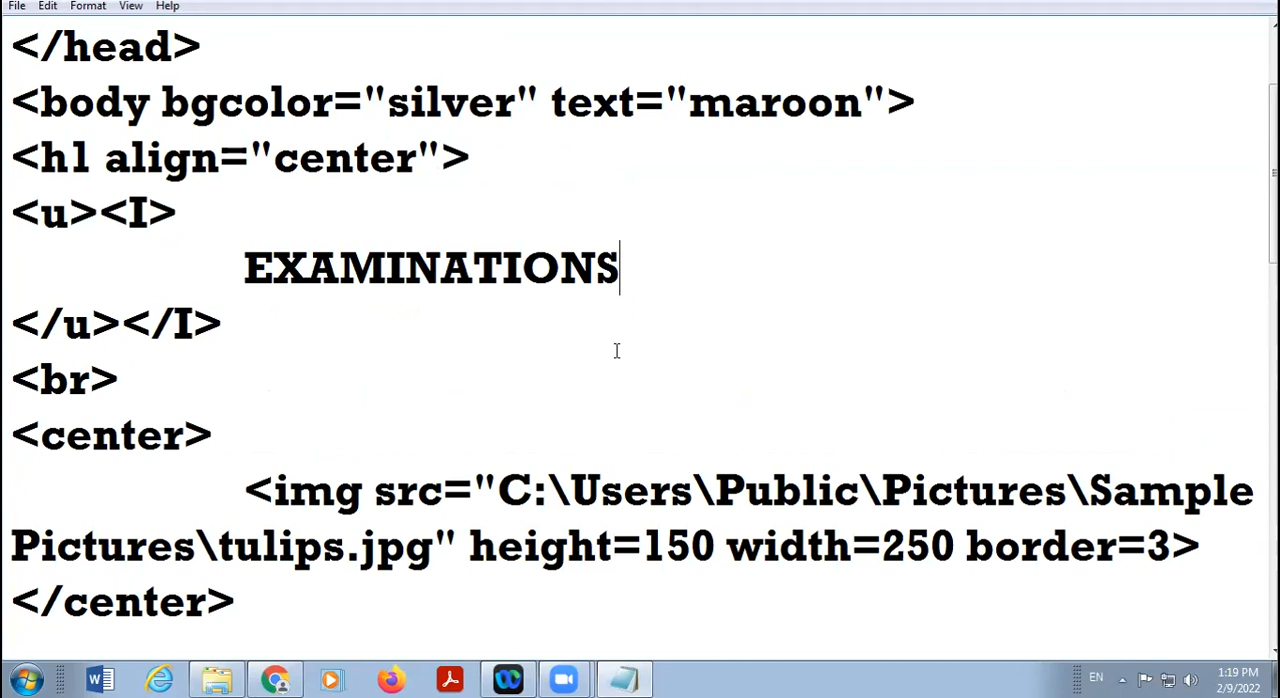 File Edit Format View Help
</head>
<body bgcolor="silver" text="maroon">
<h1 align="center">
<u><I>
EXAMINATIONS
</u></I>
<br>
<center>
<img src="C:\Users\Public\Pictures\Sample
Pictures\tulips.jpg" height=150 width=250 border=3>
</center>
EN
1:19 PM
2/9/2022